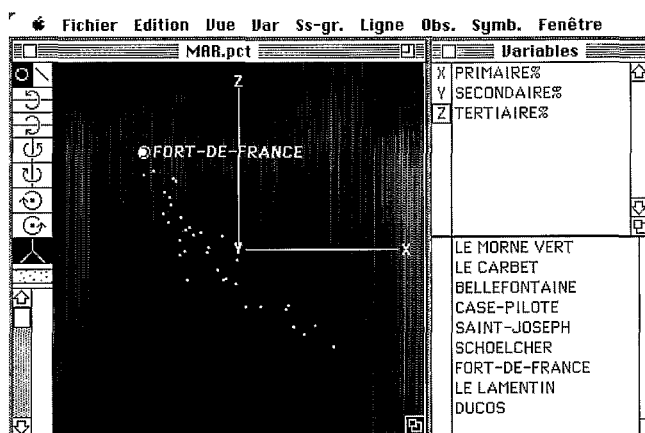 Fichier Edition Vue Var Ss-gr. Ligne Obs. Symb. Fenêtre
MAR.pct
Variables
X PRIMAIRE%
Y SECONDAIRE%
Z TERTIAIRE%
Z
FORT-DE-FRANCE
Y
X
LE MORNE VERT
LE CARBET
BELLEFONTAINE
CASE-PILOTE
SAINT-JOSEPH
SCHOELCHER
FORT-DE-FRANCE
LE LAMENTIN
DUCOS